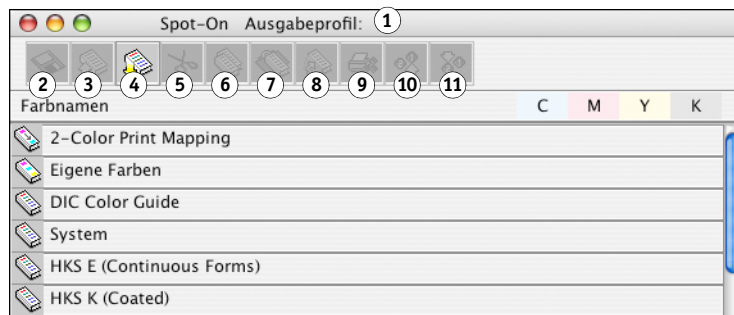 Spot-On Ausgabeprofil: 1
2 3 4 5 6 7 8 9 10 11
Farbnamen C M Y K
2-Color Print Mapping
Eigene Farben
DIC Color Guide
System
HKS E (Continuous Forms)
HKS K (Coated)